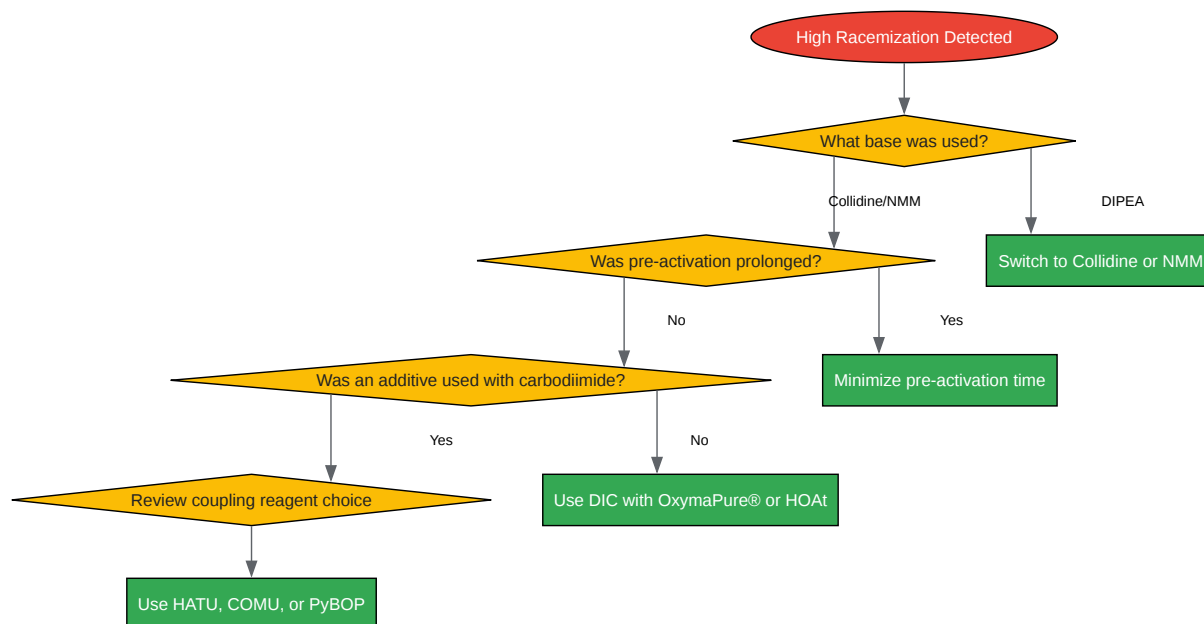 High Racemization Detected
What base was used?
Collidine/NMM
DIPEA
Was pre-activation prolonged?
Switch to Collidine or NMM
No
Yes
Was an additive used with carbodiimide?
Minimize pre-activation time
Yes
No
Review coupling reagent choice
Use DIC with OxymaPure® or HOAt
Use HATU, COMU, or PyBOP